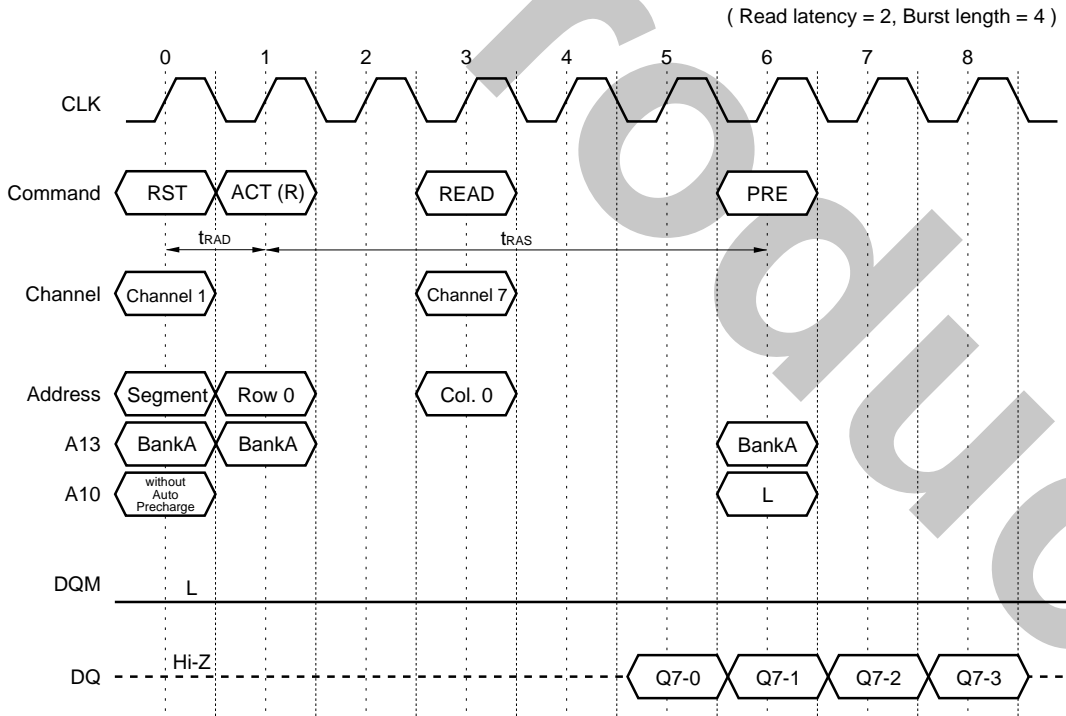 ( Read latency = 2, Burst length = 4 )
0 1 2 3 4 5 6 7 8
CLK
Command RST ACT (R) READ PRE
tRAD tRAS
Channel Channel 1 Channel 7
Address Segment Row 0 Col. 0
A13 BankA BankA BankA
A10 without Auto Precharge L
DQM L
DQ Hi-Z Q7-0 Q7-1 Q7-2 Q7-3
rodu